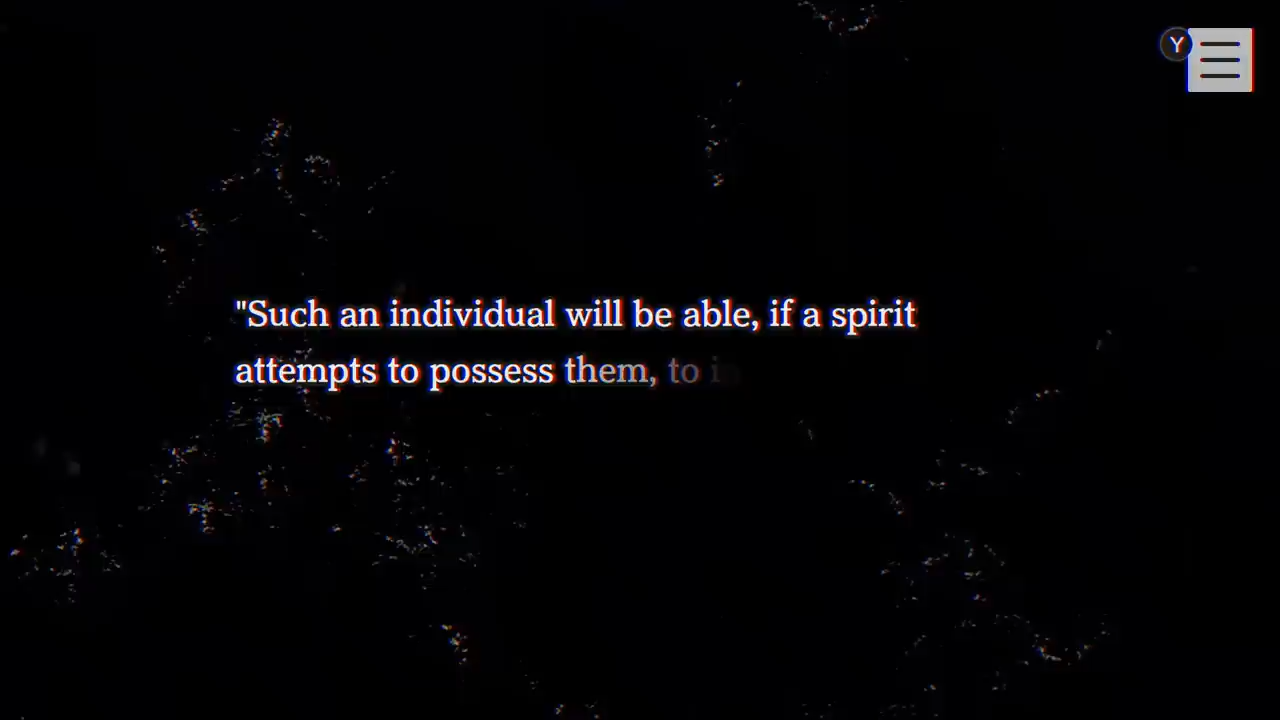 Y
"Such an individual will be able, if a spirit
attempts to possess them, to